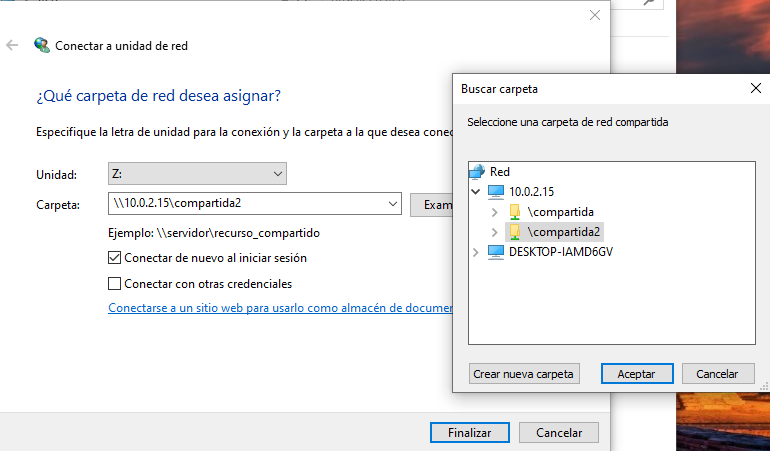 Conectar a unidad de red
¿Qué carpeta de red desea asignar?
Especifique la letra de unidad para la conexión y la carpeta a la que desea
Unidad:
Z:
Carpeta:
\\10.0.2.15\compartida2
Exam
Ejemplo: \\servidor\recurso_compartido
Conectar de nuevo al iniciar sesión
Conectar con otras credenciales
Conectarse a un sitio web para usarlo como almacén de
Finalizar
Cancelar
Buscar carpeta
Seleccione una carpeta de red compartida
Red
10.0.2.15
\compartida
\compartida2
DESKTOP-IAMD6GV
Crear nueva carpeta
Aceptar
Cancelar